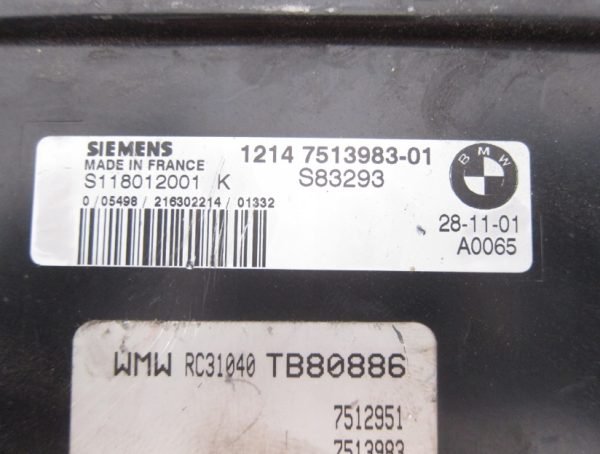 SIEMENS 1214 7513983-01 BMW
MADE IN FRANCE
S118012001 K S83293
0/05498/216302214/01332
28-11-01
A0065
WMW RC31040 TB80886
7512951
7513983